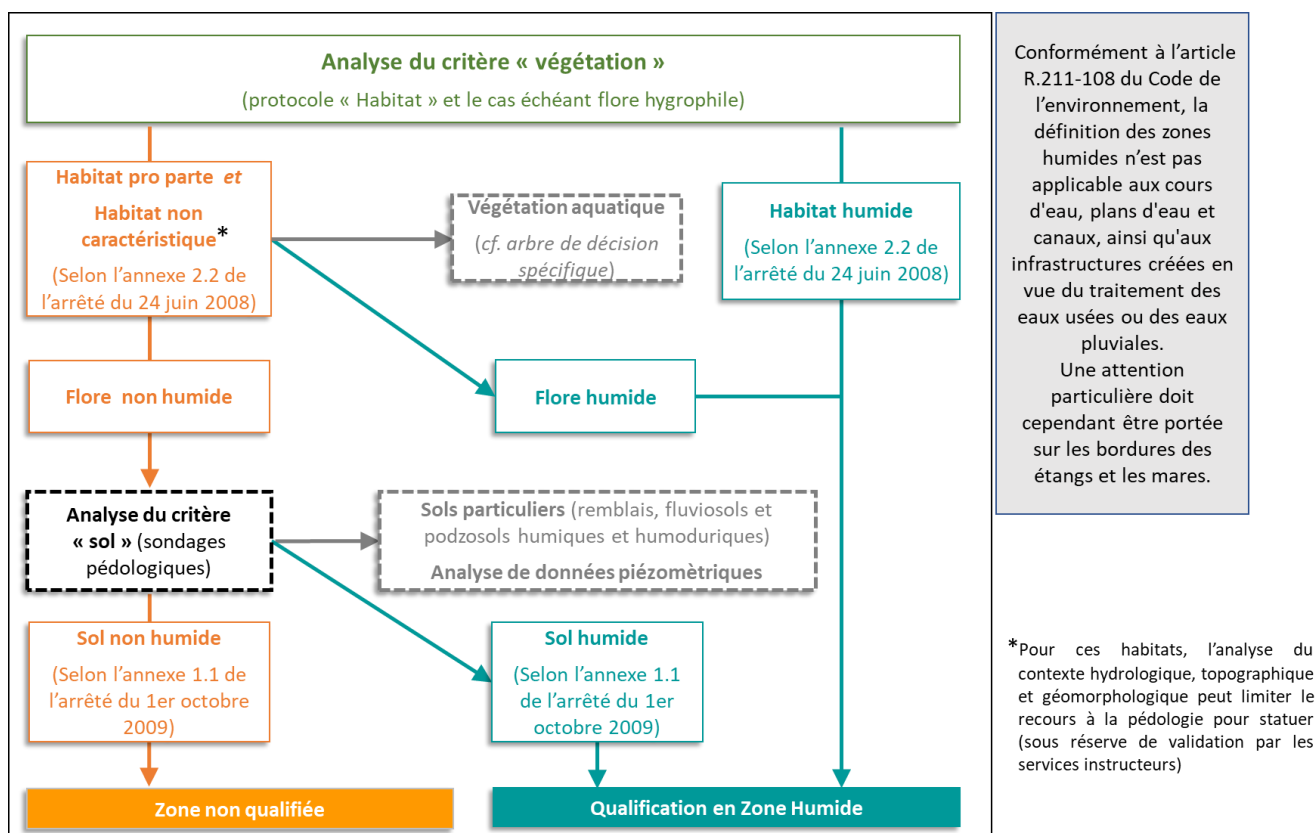 Analyse du critère « végétation »
(protocole « Habitat » et le cas échéant flore hygrophile)
Habitat pro parte et
Habitat non
caractéristique*
(Selon l'annexe 2.2 de
l'arrêté du 24 juin 2008)
Végétation aquatique
(cf. arbre de décision
spécifique)
Habitat humide
(Selon l'annexe 2.2 de
l'arrêté du 24 juin 2008)
Flore non humide
Flore humide
Analyse du critère
« sol » (sondages
pédologiques)
Sols particuliers (remblais, fluviosols et
podzosols humiques et humoduriques)
Analyse de données piézomètriques
Sol non humide
(Selon l'annexe 1.1 de
l'arrêté du 1er octobre
2009)
Sol humide
(Selon l'annexe 1.1
de l'arrêté du 1er
octobre 2009)
Zone non qualifiée
Qualification en Zone Humide
Conformément à l'article
R.211-108 du Code de
l'environnement, la
définition des zones
humides n'est pas
applicable aux cours
d'eau, plans d'eau et
canaux, ainsi qu'aux
infrastructures créées en
vue du traitement des
eaux usées ou des eaux
pluviales.
Une attention
particulière doit
cependant être portée
sur les bordures des
étangs et les mares.
*Pour ces habitats, l'analyse du
contexte hydrologique, topographique
et géomorphologique peut limiter le
recours à la pédologie pour statuer
(sous réserve de validation par les
services instructeurs)